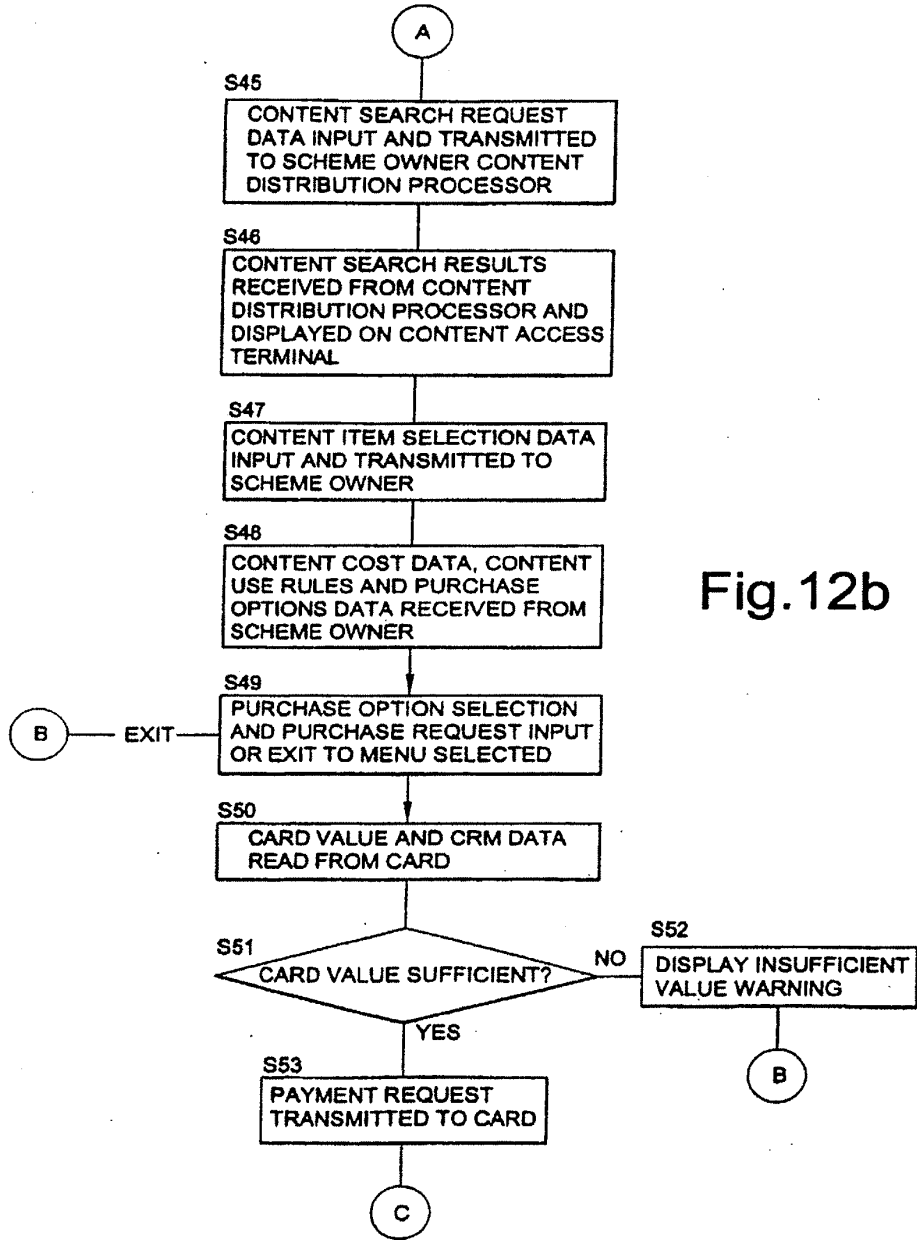 A
S45
CONTENT SEARCH REQUEST
DATA INPUT AND TRANSMITTED
TO SCHEME OWNER CONTENT
DISTRIBUTION PROCESSOR
S46
CONTENT SEARCH RESULTS
RECEIVED FROM CONTENT
DISTRIBUTION PROCESSOR AND
DISPLAYED ON CONTENT ACCESS
TERMINAL
S47
CONTENT ITEM SELECTION DATA
INPUT AND TRANSMITTED TO
SCHEME OWNER
S48
CONTENT COST DATA, CONTENT
USE RULES AND PURCHASE
OPTIONS DATA RECEIVED FROM
SCHEME OWNER
Fig.12b
S49
B
EXIT
PURCHASE OPTION SELECTION
AND PURCHASE REQUEST INPUT
OR EXIT TO MENU SELECTED
S50
CARD VALUE AND CRM DATA
READ FROM CARD
S51
CARD VALUE SUFFICIENT?
NO
S52
DISPLAY INSUFFICIENT
VALUE WARNING
B
YES
S53
PAYMENT REQUEST
TRANSMITTED TO CARD
C